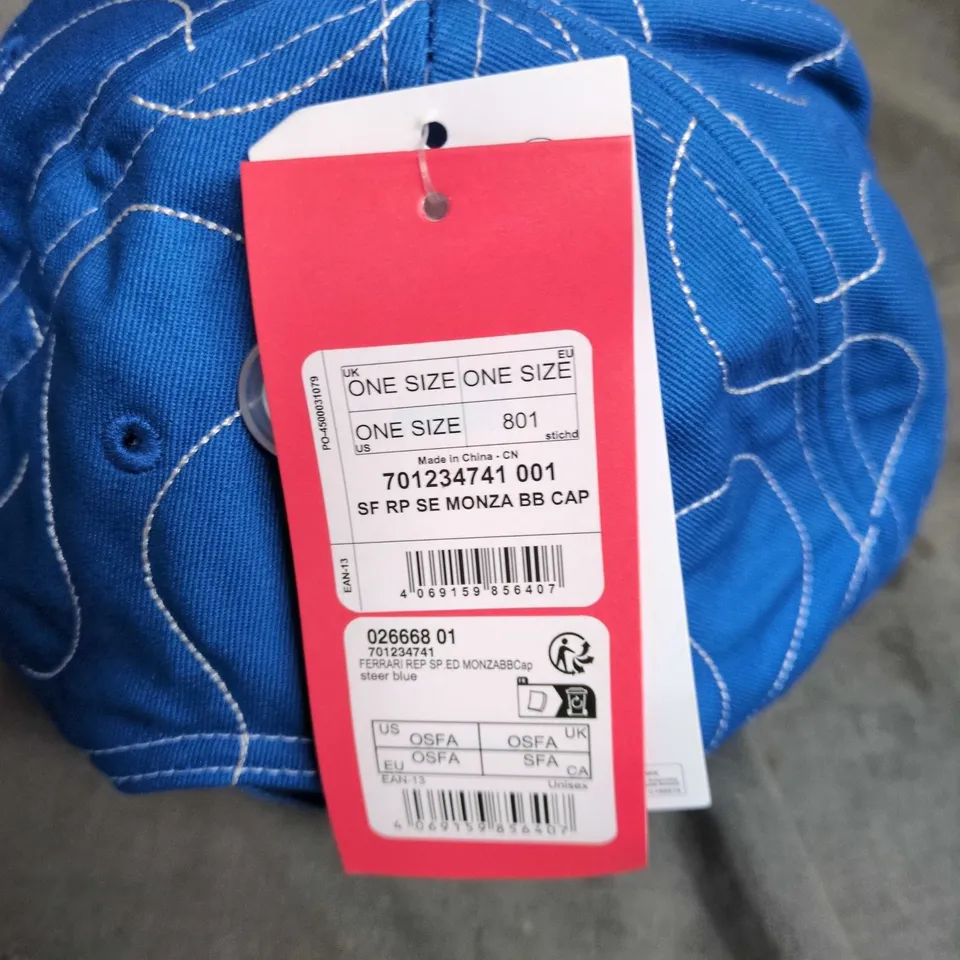 PO-4500031079
UK EU
ONE SIZE ONE SIZE
ONE SIZE 801
US stichd
Made in China - CN
701234741 001
SF RP SE MONZA BB CAP
EAN-13
4 069159 856407
026668 01
701234741
FERRARI REP SP ED MONZABBCap
steer blue
FR
US OSFA OSFA UK
EU OSFA SFA CA
EAN-13 Unisex
4 069159 856407